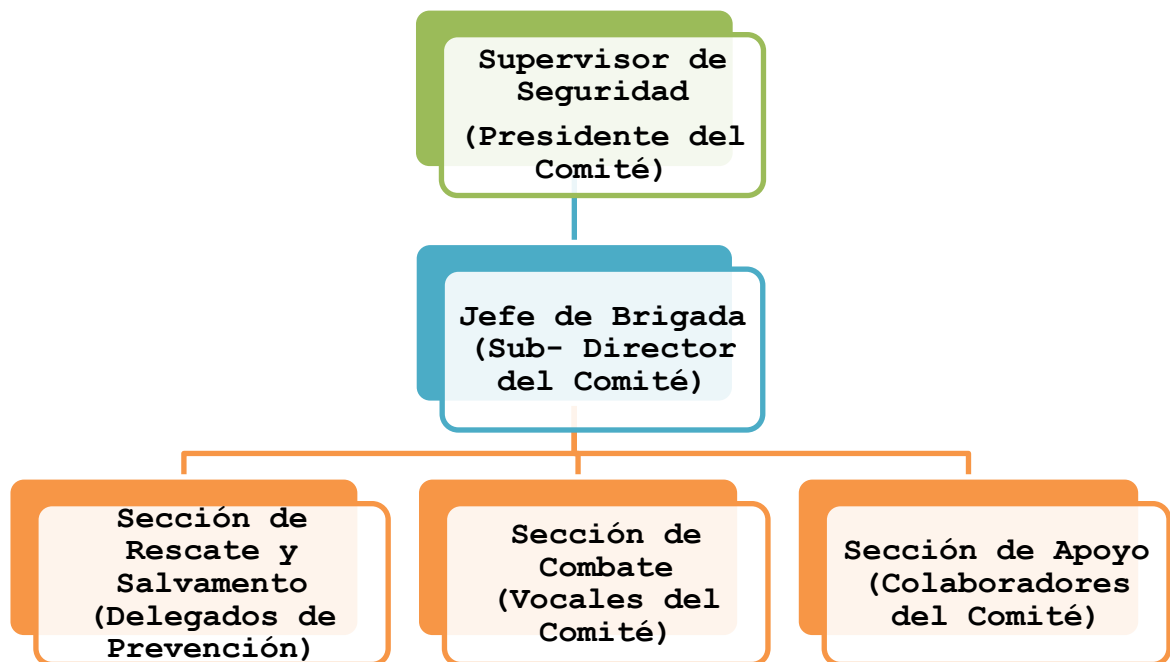 Supervisor de
Seguridad
(Presidente del
Comité)
Jefe de Brigada
(Sub- Director
del Comité)
Sección de
Rescate y
Salvamento
(Delegados de
Prevención)
Sección de
Combate
(Vocales del
Comité)
Sección de Apoyo
(Colaboradores
del Comité)